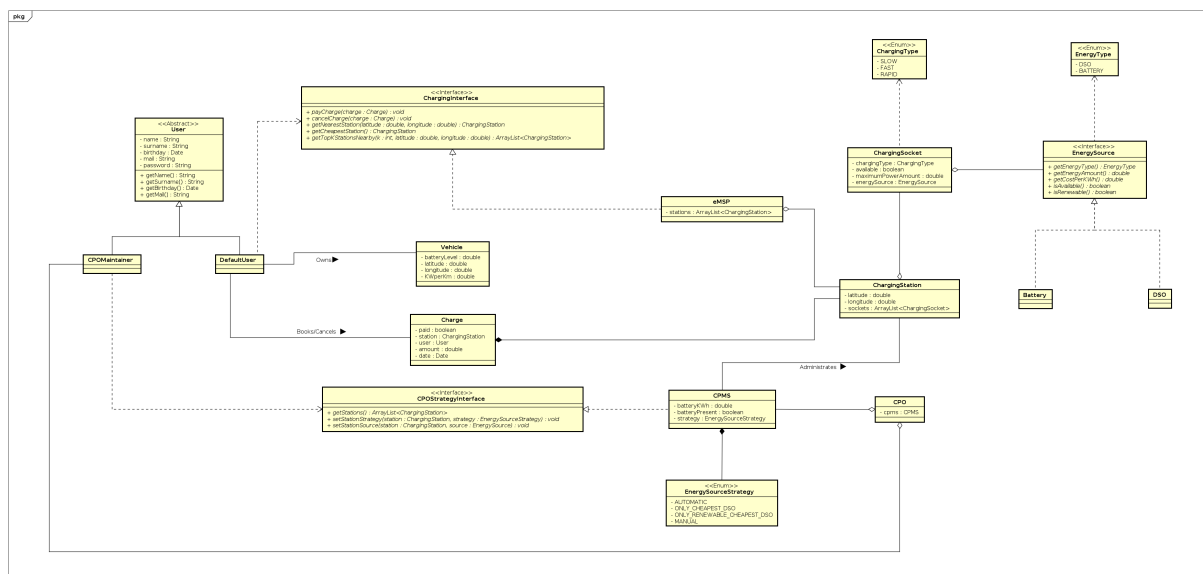 pkg
<<Enum>>
ChargingType
- SLOW
- FAST
- RAPID
<<Enum>>
EnergyType
- DSO
- BATTERY
<<Interface>>
ChargingInterface
+ payCharge(charge : Charge) : void
+ cancelCharge(charge : Charge) : void
+ getNearestStation(latitude : double, longitude : double) : ChargingStation
+ getCheapestStation() : ChargingStation
+ getTopKStationsNearby(k : int, latitude : double, longitude : double) : ArrayList<ChargingStation>
<<Abstract>>
User
- name : String
- surname : String
- birthday : Date
- mail : String
- password : String
+ getName() : String
+ getSurname() : String
+ getBirthday() : Date
+ getMail() : String
ChargingSocket
- chargingType : ChargingType
- available : boolean
- maximumPowerAmount : double
- energySource : EnergySource
<<Interface>>
EnergySource
+ getEnergyType() : EnergyType
+ getEnergyAmount() : double
+ getCostPerKWh() : double
+ isAvailable() : boolean
+ isRenewable() : boolean
eMSP
- stations : ArrayList<ChargingStation>
CPOMaintainer
DefaultUser
Owns
Vehicle
- batteryLevel : double
- latitude : double
- longitude : double
- KWperKm : double
ChargingStation
- latitude : double
- longitude : double
- sockets : ArrayList<ChargingSocket>
Battery
DSO
Books/Cancels
Charge
- paid : boolean
- station : ChargingStation
- user : User
- amount : double
- date : Date
Administrates
<<Interface>>
CPOStrategyInterface
+ getStations() : ArrayList<ChargingStation>
+ setStationStrategy(station : ChargingStation, strategy : EnergySourceStrategy) : void
+ setStationSource(station : ChargingStation, source : EnergySource) : void
CPMS
- batteryKWh : double
- batteryPresent : boolean
- strategy : EnergySourceStrategy
CPO
- cpms : CPMS
<<Enum>>
EnergySourceStrategy
- AUTOMATIC
- ONLY_CHEAPEST_DSO
- ONLY_RENEWABLE_CHEAPEST_DSO
- MANUAL